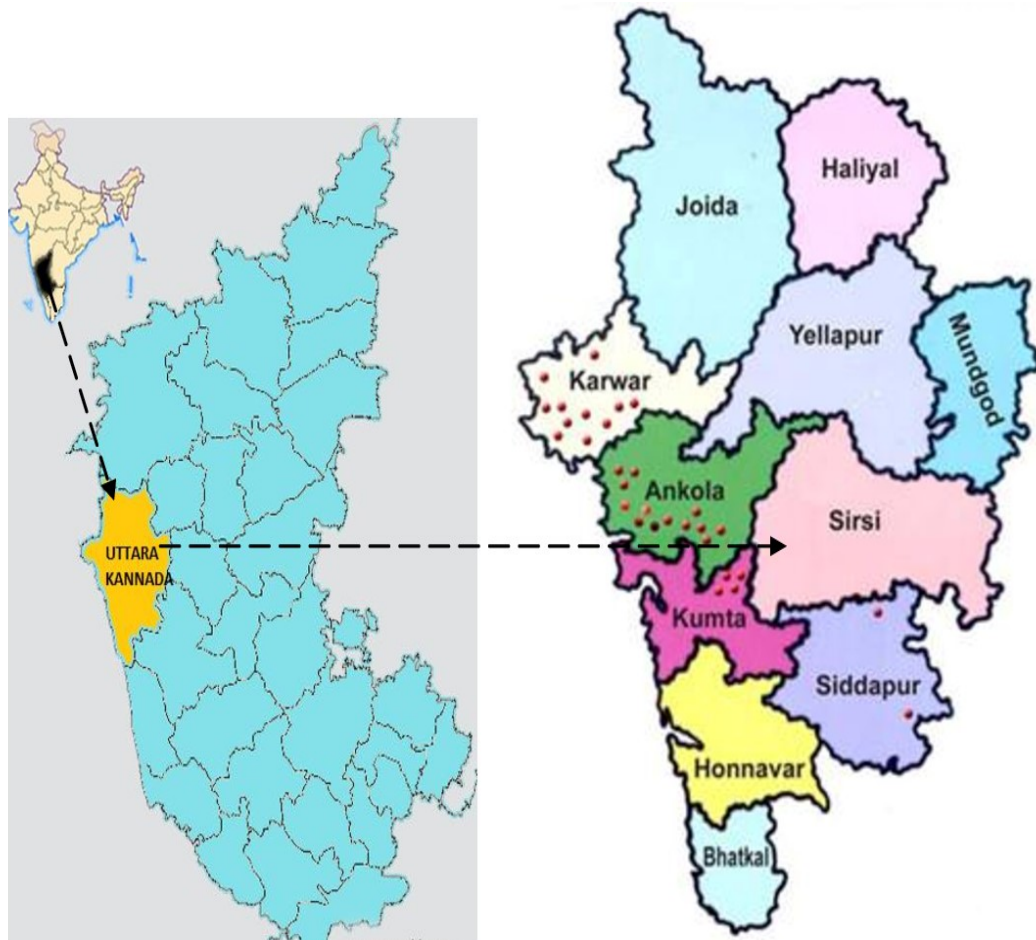 UTTARA
KANNADA
Joida
Haliyal
Yellapur
Mundgod
Karwar
Ankola
Sirsi
Kumta
Siddapur
Honnavar
Bhatkal